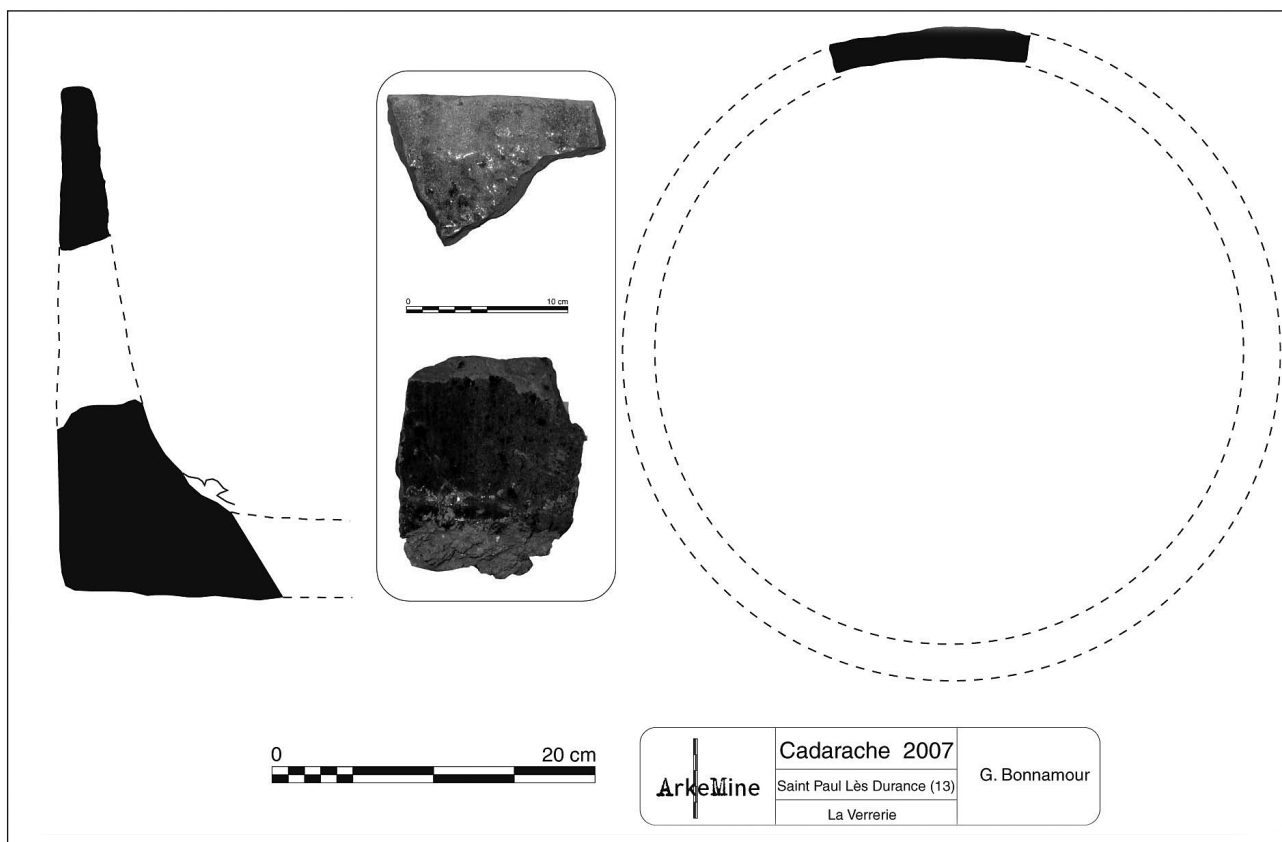 0 10 cm
0 20 cm
ArkeMine
Cadarache 2007
Saint Paul Lès Durance (13)
La Verrerie
G. Bonnamour